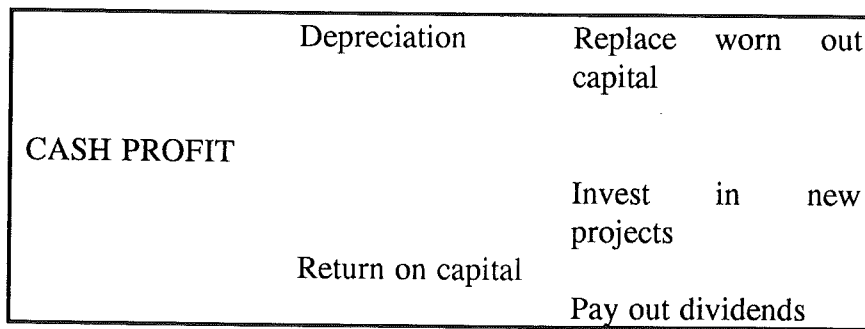 Depreciation Replace worn out
capital
CASH PROFIT
Invest in new
projects
Return on capital
Pay out dividends